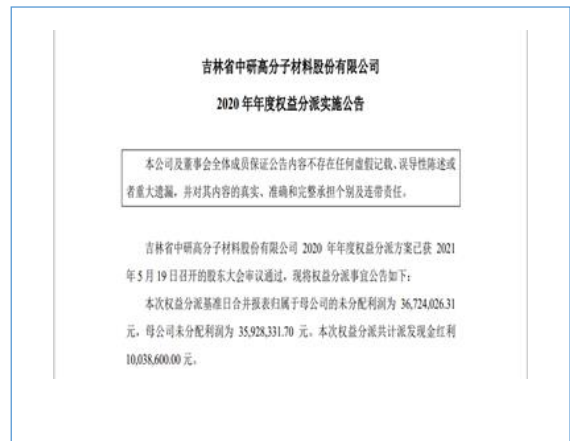 吉林省中研高分子材料股份有限公司
2020 年年度权益分派实施公告
本公司及董事会全体成员保证公告内容不存在任何虚假记载、误导性陈述或
者重大遗漏，并对其内容的真实、准确和完整承担个别及连带责任。
吉林省中研高分子材料股份有限公司 2020 年年度权益分派方案已获 2021
年 5 月 19 日召开的股东大会审议通过，现将权益分派事宜公告如下：
本次权益分派基准日合并报表归属于母公司的未分配利润为 36,724,026.31
元，母公司未分配利润为 35,928,331.70 元。本次权益分派共计派发现金红利
10,038,600.00 元。